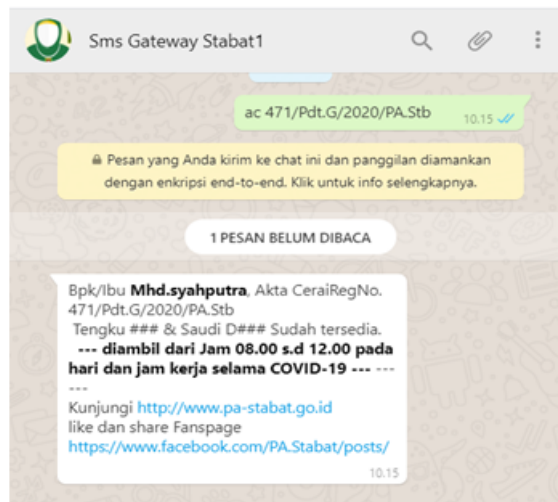 Sms Gateway Stabat1
ac 471/Pdt.G/2020/PA.Stb
10.15
Pesan yang Anda kirim ke chat ini dan panggilan diamankan
dengan enkripsi end-to-end. Klik untuk info selengkapnya.
1 PESAN BELUM DIBACA
Bpk/Ibu Mhd.syahputra, Akta CeraiRegNo.
471/Pdt.G/2020/PA.Stb
Tengku ### & Saudi D### Sudah tersedia.
--- diambil dari Jam 08.00 s.d 12.00 pada
hari dan jam kerja selama COVID-19 --- ---
---
Kunjungi http://www.pa-stabat.go.id
like dan share Fanspage
https://www.facebook.com/PA.Stabat/posts/
10.15